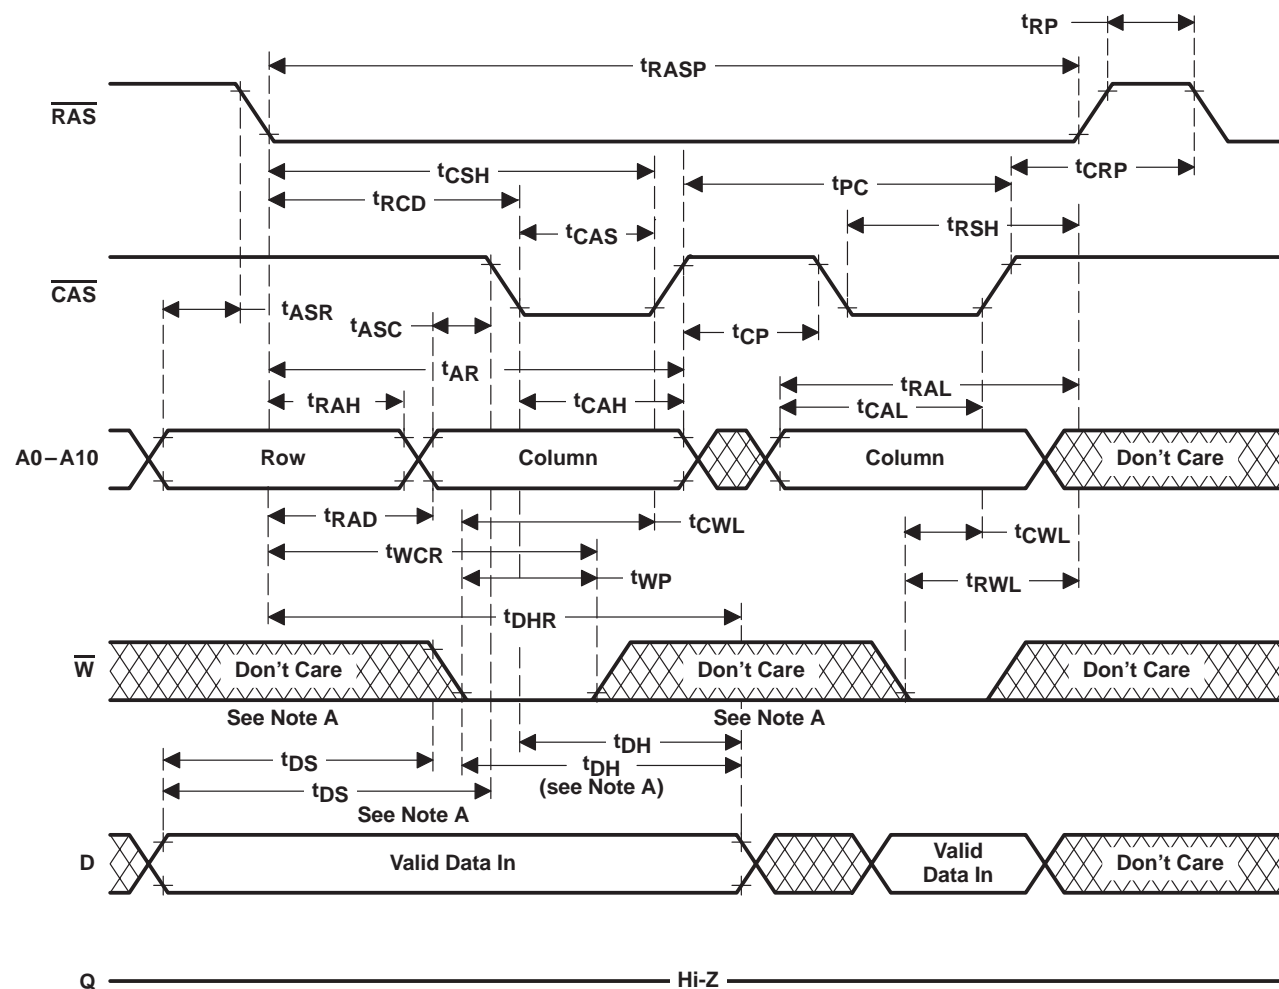 tRP
tRASP
RAS
tCSH
tCRP
tPC
tRCD
tRSH
tCAS
CAS
tASR
tASC
tCP
tAR
tRAL
tRAH
tCAH
tCAL
A0–A10
Row
Column
Column
Don't Care
tRAD
tCWL
tCWL
tWCR
tWP
tRWL
tDHR
W
Don't Care
Don't Care
Don't Care
See Note A
See Note A
tDH
tDS
tDH
(see Note A)
tDS
See Note A
D
Valid Data In
Valid
Data In
Don't Care
Q
Hi-Z